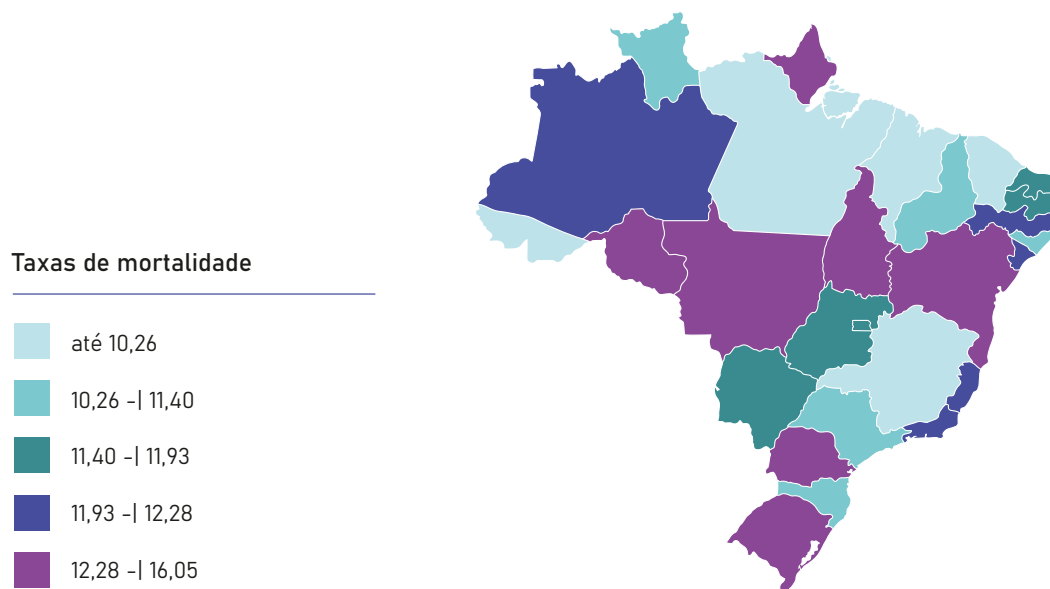 Taxas de mortalidade
até 10,26
10,26 -| 11,40
11,40 -| 11,93
11,93 -| 12,28
12,28 -| 16,05